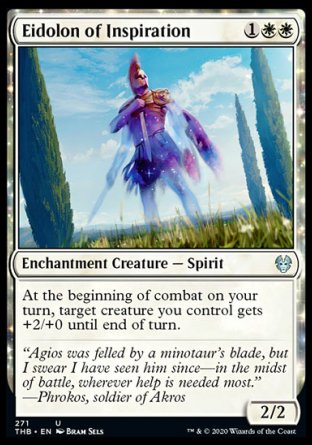 Eidolon of Inspiration 1
Enchantment Creature — Spirit
At the beginning of combat on your
turn, target creature you control gets
+2/+0 until end of turn.
“Agios was felled by a minotaur’s blade, but
I swear I have seen him since—in the midst
of battle, wherever help is needed most.”
—Phrokos, soldier of Akros
2/2
271 U
THB • EN Bram Sels
™ & © 2020 Wizards of the Coast